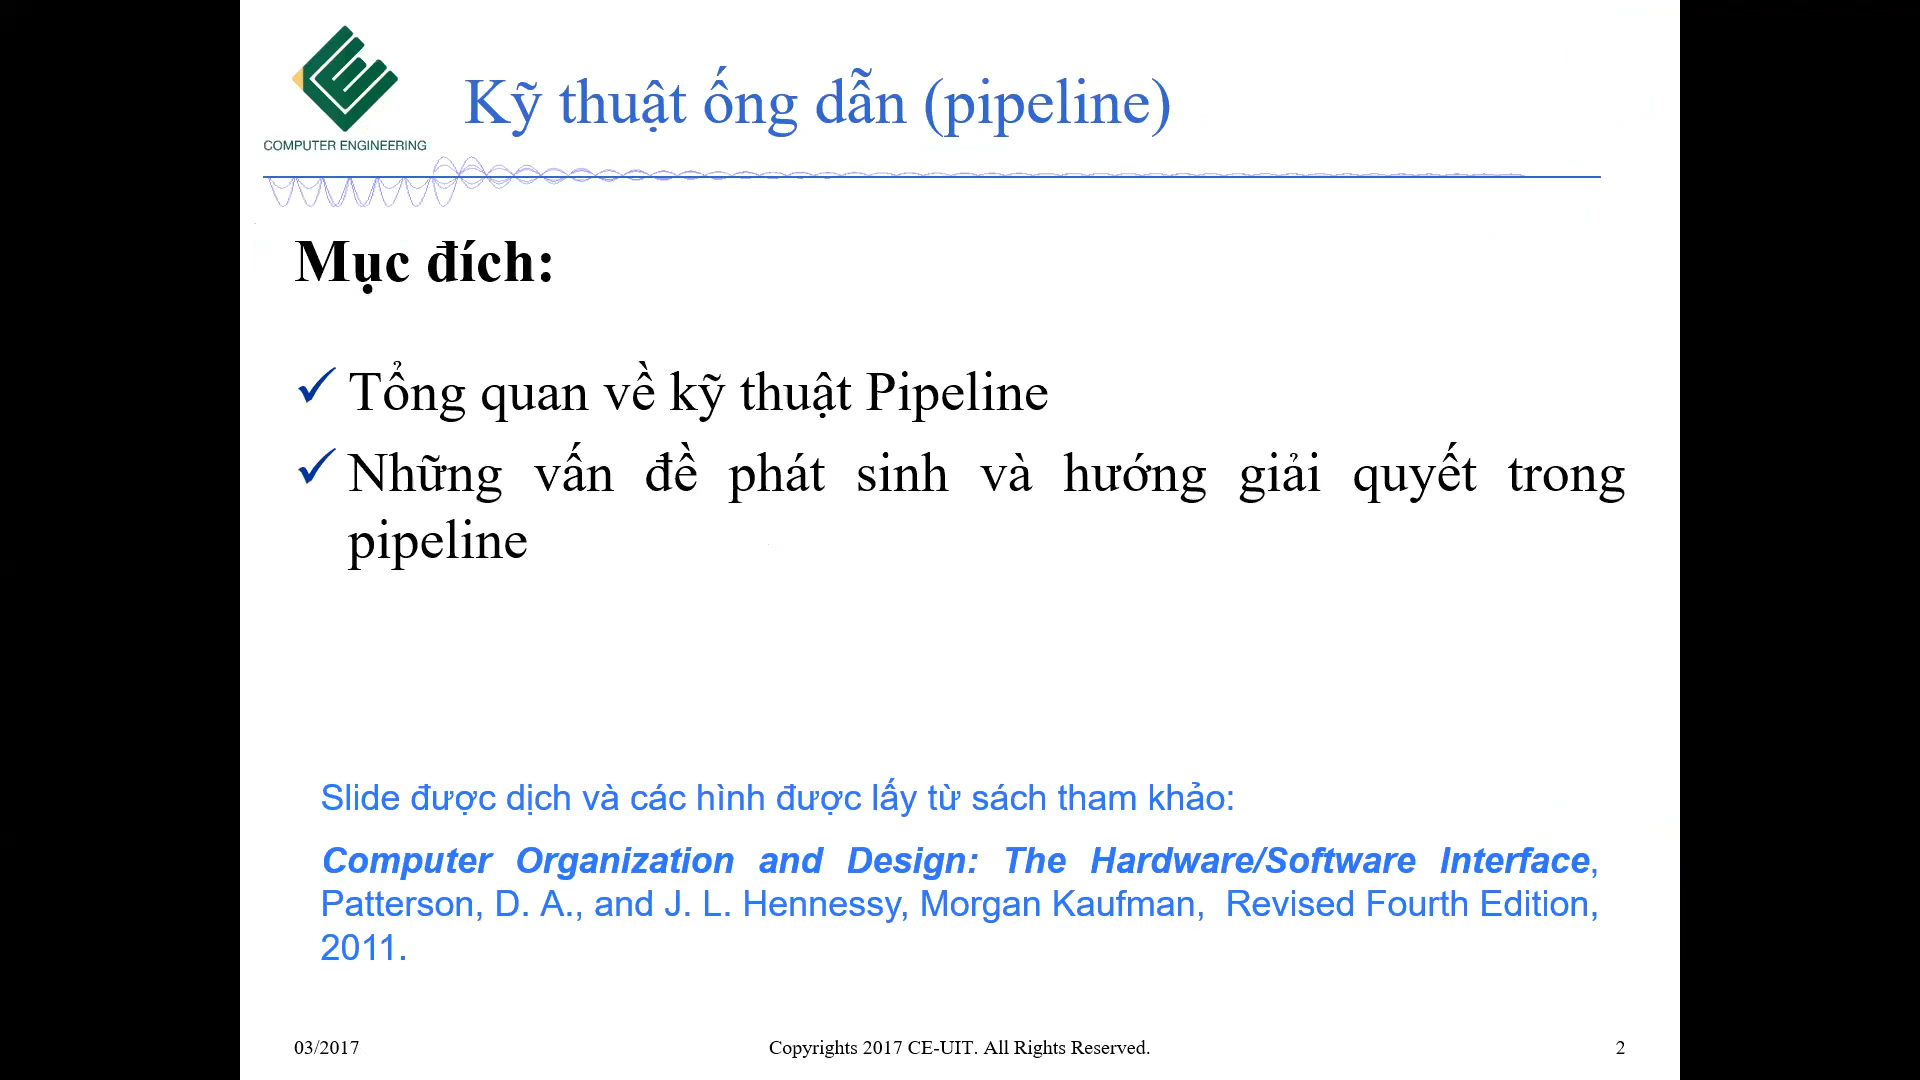 COMPUTER ENGINEERING
Kỹ thuật ống dẫn (pipeline)
Mục đích:
Tổng quan về kỹ thuật Pipeline
Những vấn đề phát sinh và hướng giải quyết trong
pipeline
Slide được dịch và các hình được lấy từ sách tham khảo:
Computer Organization and Design: The Hardware/Software Interface,
Patterson, D. A., and J. L. Hennessy, Morgan Kaufman, Revised Fourth Edition,
2011.
03/2017
Copyrights 2017 CE-UIT. All Rights Reserved.
2